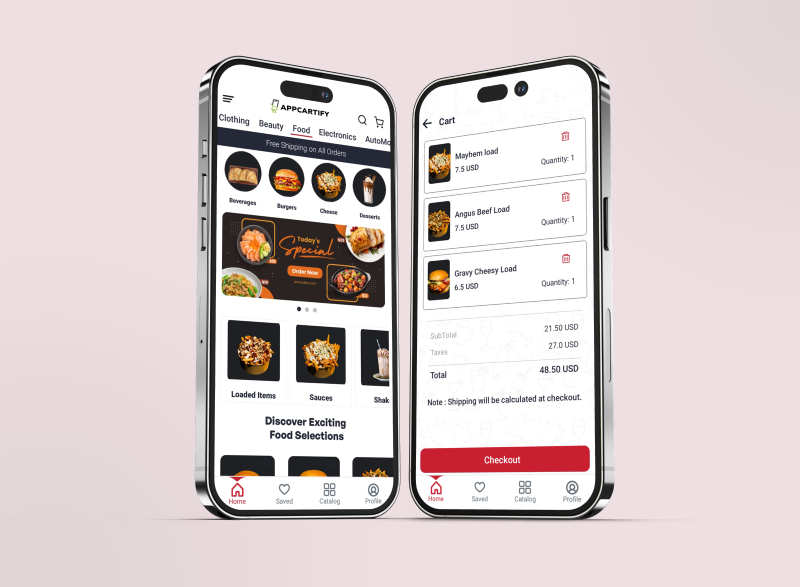 APPCARTIFY
Clothing Beauty Food Electronics AutoMo
Free Shipping on All Orders
Beverages Burgers Cheese Desserts
Today's
Special
Order Now
Loaded Items Sauces Shak
Discover Exciting
Food Selections
Home Saved Catalog Profile
Cart
Mayhem load
7.5 USD Quantity: 1
Angus Beef Load
7.5 USD Quantity: 1
Gravy Cheesy Load
6.5 USD Quantity: 1
SubTotal 21.50 USD
Taxes 27.0 USD
Total 48.50 USD
Note : Shipping will be calculated at checkout.
Checkout
Home Saved Catalog Profile